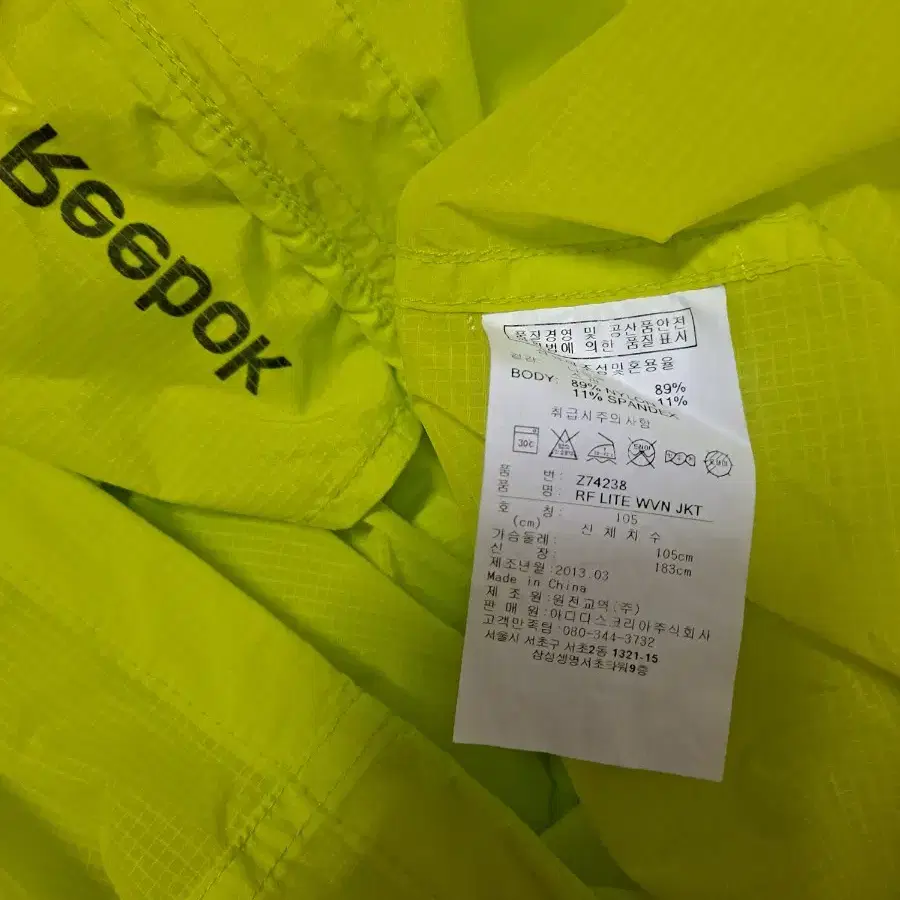 Reebok
품질경영 및 공산품안전
에 의한 품질표시
및혼용율
BODY: 89% NYLON 89%
11% SPANDEX 11%
취급시주의사항
30℃
품 번: Z74238
품 명: RF LITE WVN JKT
호 칭: 105
(cm) 신 체 치 수
가슴둘레: 105cm
신 장: 183cm
제조년월:2013.03
Made in China
제 조 원:원전교역(주)
판 매 원:아디다스코리아주식회사
고객만족팀:080-344-3732
서울시 서초구 서초2동 1321-15
삼성생명서초타워9층